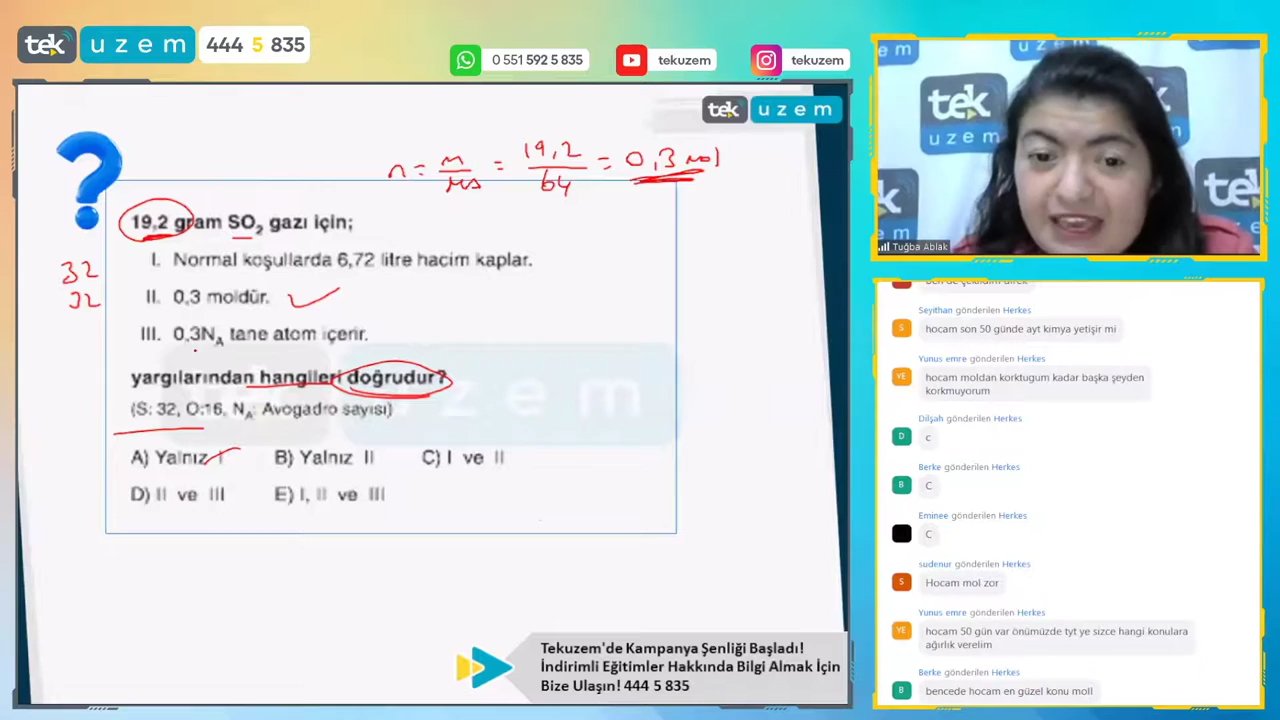 tek uzem 444 5 835
0 551 592 5 835
tekuzem
tekuzem
tek uzem
n = m/MA = 19,2/64 = 0,3 mol
19,2 gram SO₂ gazı için;
32
32
I. Normal koşullarda 6,72 litre hacim kaplar.
II. 0,3 moldür.
III. 0,3N_A tane atom içerir.
yargılarından hangileri doğrudur?
(S: 32, O:16, N_A: Avogadro sayısı)
A) Yalnız I B) Yalnız II C) I ve II
D) II ve III E) I, II ve III
Tekuzem'de Kampanya Şenliği Başladı!
İndirimli Eğitimler Hakkında Bilgi Almak İçin
Bize Ulaşın! 444 5 835
tek
uzem
Tuğba Ablak
Seyithan gönderilen Herkes
S
hocam son 50 günde ayt kimya yetişir mi
Yunus emre gönderilen Herkes
YE
hocam moldan korktugum kadar başka şeyden
korkmuyorum
Dilşah gönderilen Herkes
D
c
Berke gönderilen Herkes
B
C
Eminee gönderilen Herkes
C
sudenur gönderilen Herkes
S
Hocam mol zor
Yunus emre gönderilen Herkes
YE
hocam 50 gün var önümüzde tyt ye sizce hangi konulara
ağırlık verelim
Berke gönderilen Herkes
B
bencede hocam en güzel konu moll